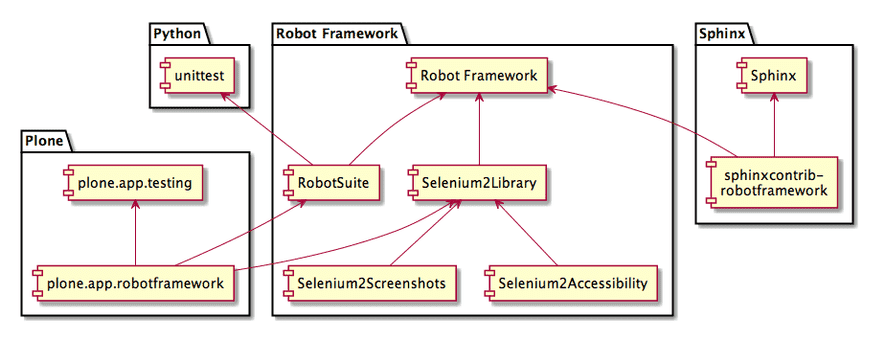 Python
unittest
Robot Framework
Robot Framework
RobotSuite
Selenium2Library
Selenium2Screenshots
Selenium2Accessibility
Sphinx
Sphinx
sphinxcontrib-
robotframework
Plone
plone.app.testing
plone.app.robotframework